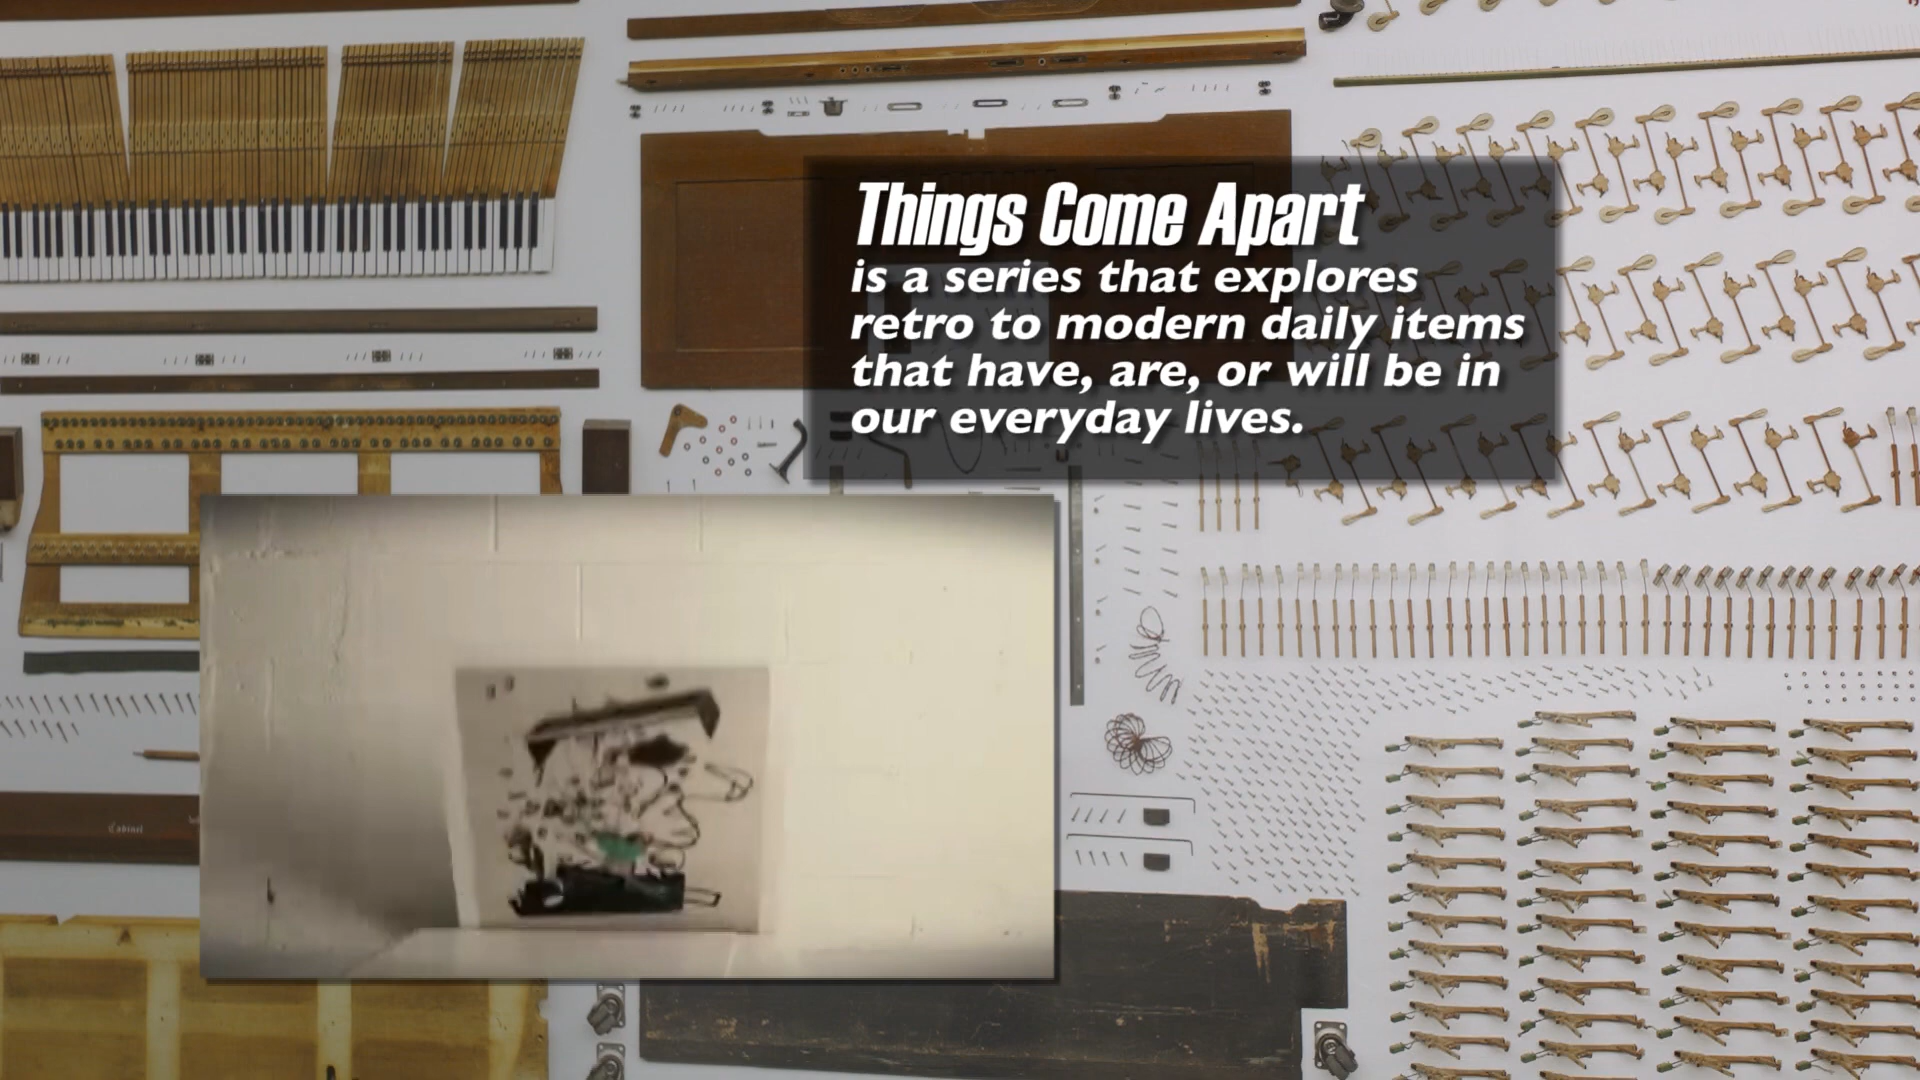 Things Come Apart
is a series that explores
retro to modern daily items
that have, are, or will be in
our everyday lives.
Cabinet